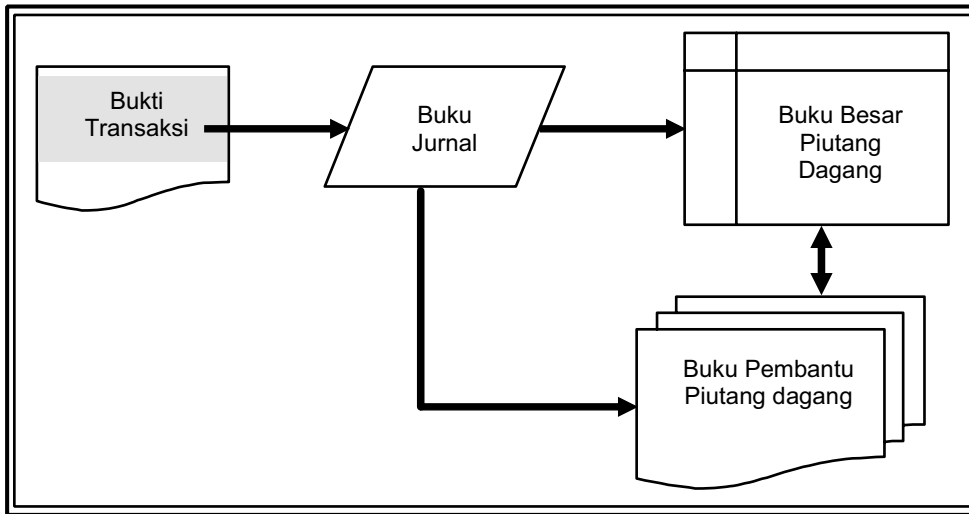 Bukti
Transaksi
Buku
Jurnal
Buku Besar
Piutang
Dagang
Buku Pembantu
Piutang dagang